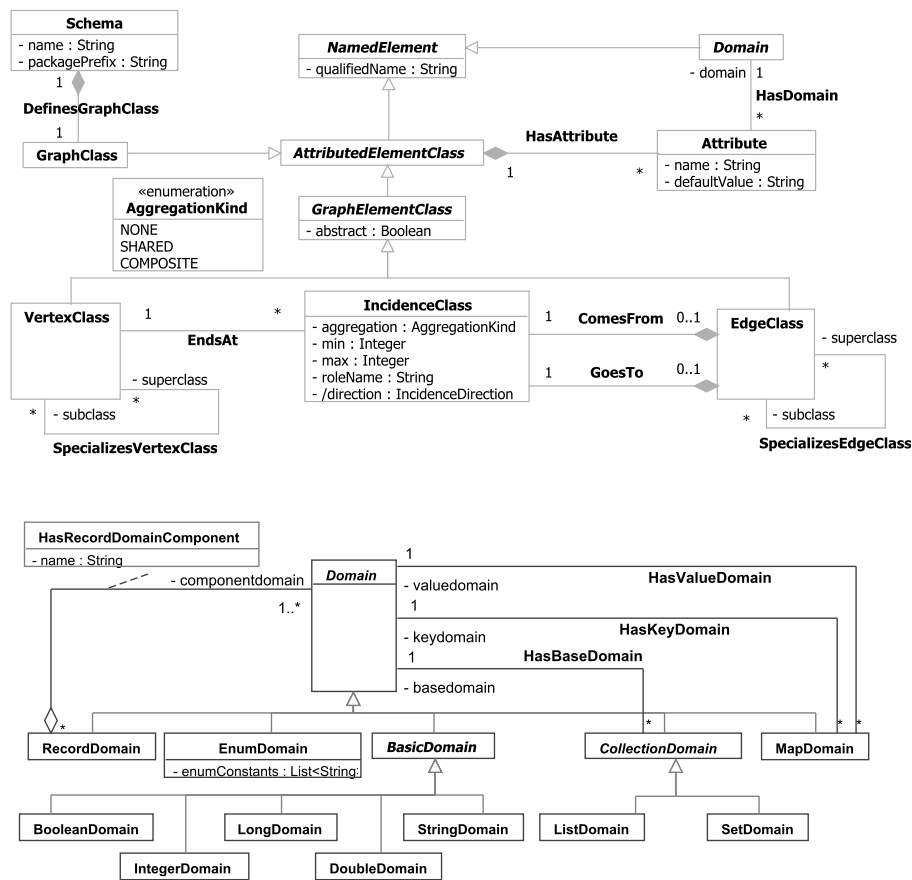 Schema
- name : String
- packagePrefix : String
1
DefinesGraphClass
1
GraphClass
NamedElement
- qualifiedName : String
Domain
- domain 1
HasDomain
*
AttributedElementClass
HasAttribute
1
*
Attribute
- name : String
- defaultValue : String
«enumeration»
AggregationKind
NONE
SHARED
COMPOSITE
GraphElementClass
- abstract : Boolean
VertexClass
1
*
EndsAt
- superclass
*
* - subclass
SpecializesVertexClass
IncidenceClass
- aggregation : AggregationKind
- min : Integer
- max : Integer
- roleName : String
- /direction : IncidenceDirection
1 ComesFrom 0..1
1 GoesTo 0..1
EdgeClass
- superclass
*
* - subclass
SpecializesEdgeClass
HasRecordDomainComponent
- name : String
- componentdomain
1..*
Domain
1
HasValueDomain
- valuedomain
1
HasKeyDomain
- keydomain
1
HasBaseDomain
- basedomain
* * * *
RecordDomain
EnumDomain
- enumConstants : List<String>
BasicDomain
CollectionDomain
MapDomain
BooleanDomain
LongDomain
StringDomain
ListDomain
SetDomain
IntegerDomain
DoubleDomain